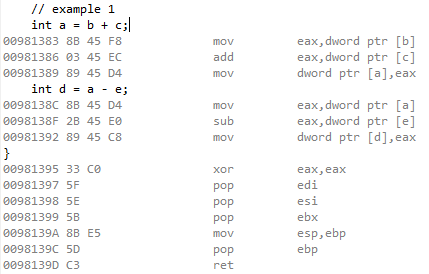 // example 1
int a = b + c;
00981383 8B 45 F8 mov eax,dword ptr [b]
00981386 03 45 EC add eax,dword ptr [c]
00981389 89 45 D4 mov dword ptr [a],eax
int d = a - e;
0098138C 8B 45 D4 mov eax,dword ptr [a]
0098138F 2B 45 E0 sub eax,dword ptr [e]
00981392 89 45 C8 mov dword ptr [d],eax
}
00981395 33 C0 xor eax,eax
00981397 5F pop edi
00981398 5E pop esi
00981399 5B pop ebx
0098139A 8B E5 mov esp,ebp
0098139C 5D pop ebp
0098139D C3 ret